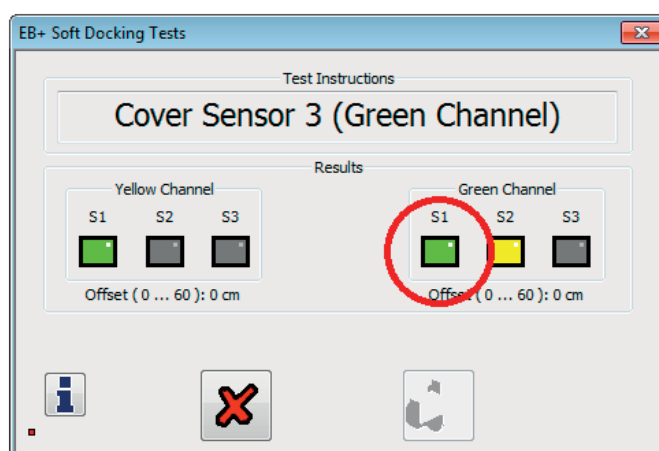 EB+ Soft Docking Tests
Test Instructions
Cover Sensor 3 (Green Channel)
Results
Yellow Channel
Green Channel
S1 S2 S3
S1 S2 S3
Offset ( 0 ... 60 ): 0 cm
Offset ( 0 ... 60 ): 0 cm